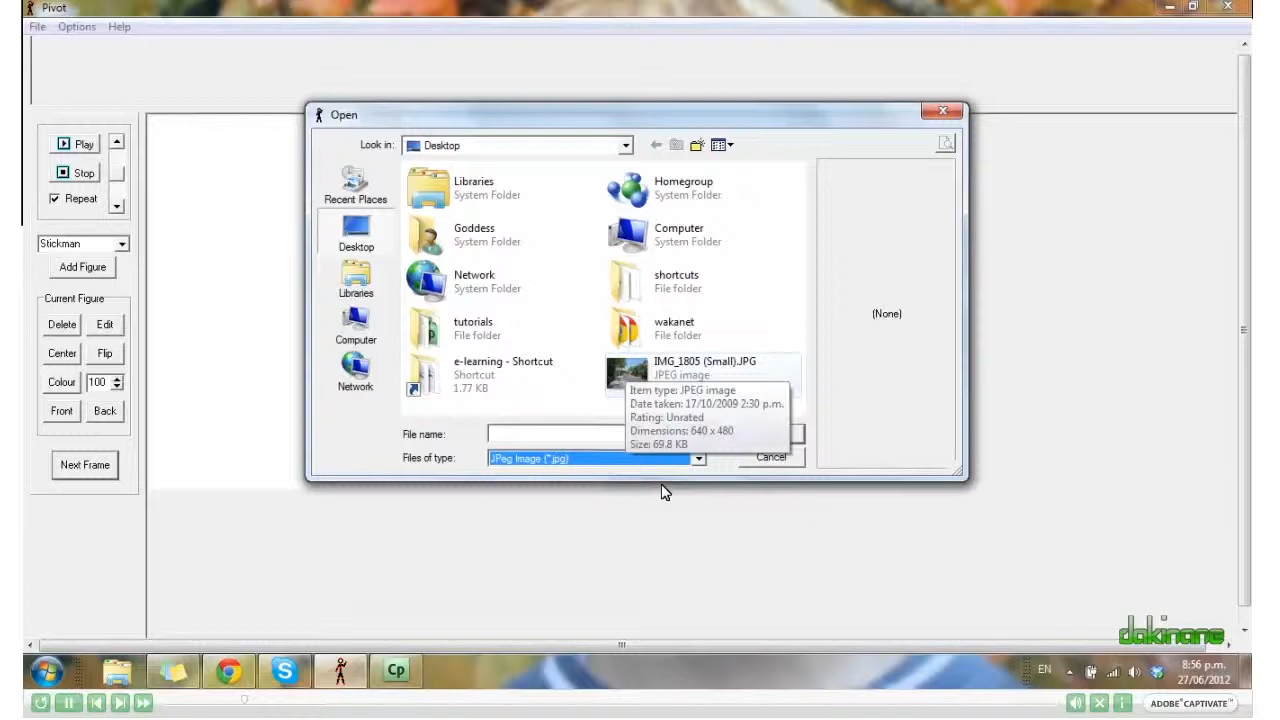 Pivot
File Options Help
Open
Look in: Desktop
Play
Stop
Repeat
Stickman
Add Figure
Current Figure
Delete Edit
Center Flip
Colour 100
Front Back
Next Frame
Recent Places
Desktop
Libraries
Computer
Network
Libraries
System Folder
Homegroup
System Folder
Goddess
System Folder
Computer
System Folder
Network
System Folder
shortcuts
File folder
tutorials
File folder
wakanet
File folder
e-learning - Shortcut
Shortcut
1.77 KB
IMG_1805 (Small).JPG
JPEG image
Item type: JPEG image
Date taken: 17/10/2009 2:30 p.m.
Rating: Unrated
Dimensions: 640 x 480
Size: 69.8 KB
(None)
File name:
Files of type: JPeg Image (*.jpg)
Cancel
dakinane
Cp
EN
8:56 p.m.
27/06/2012
ADOBE® CAPTIVATE™